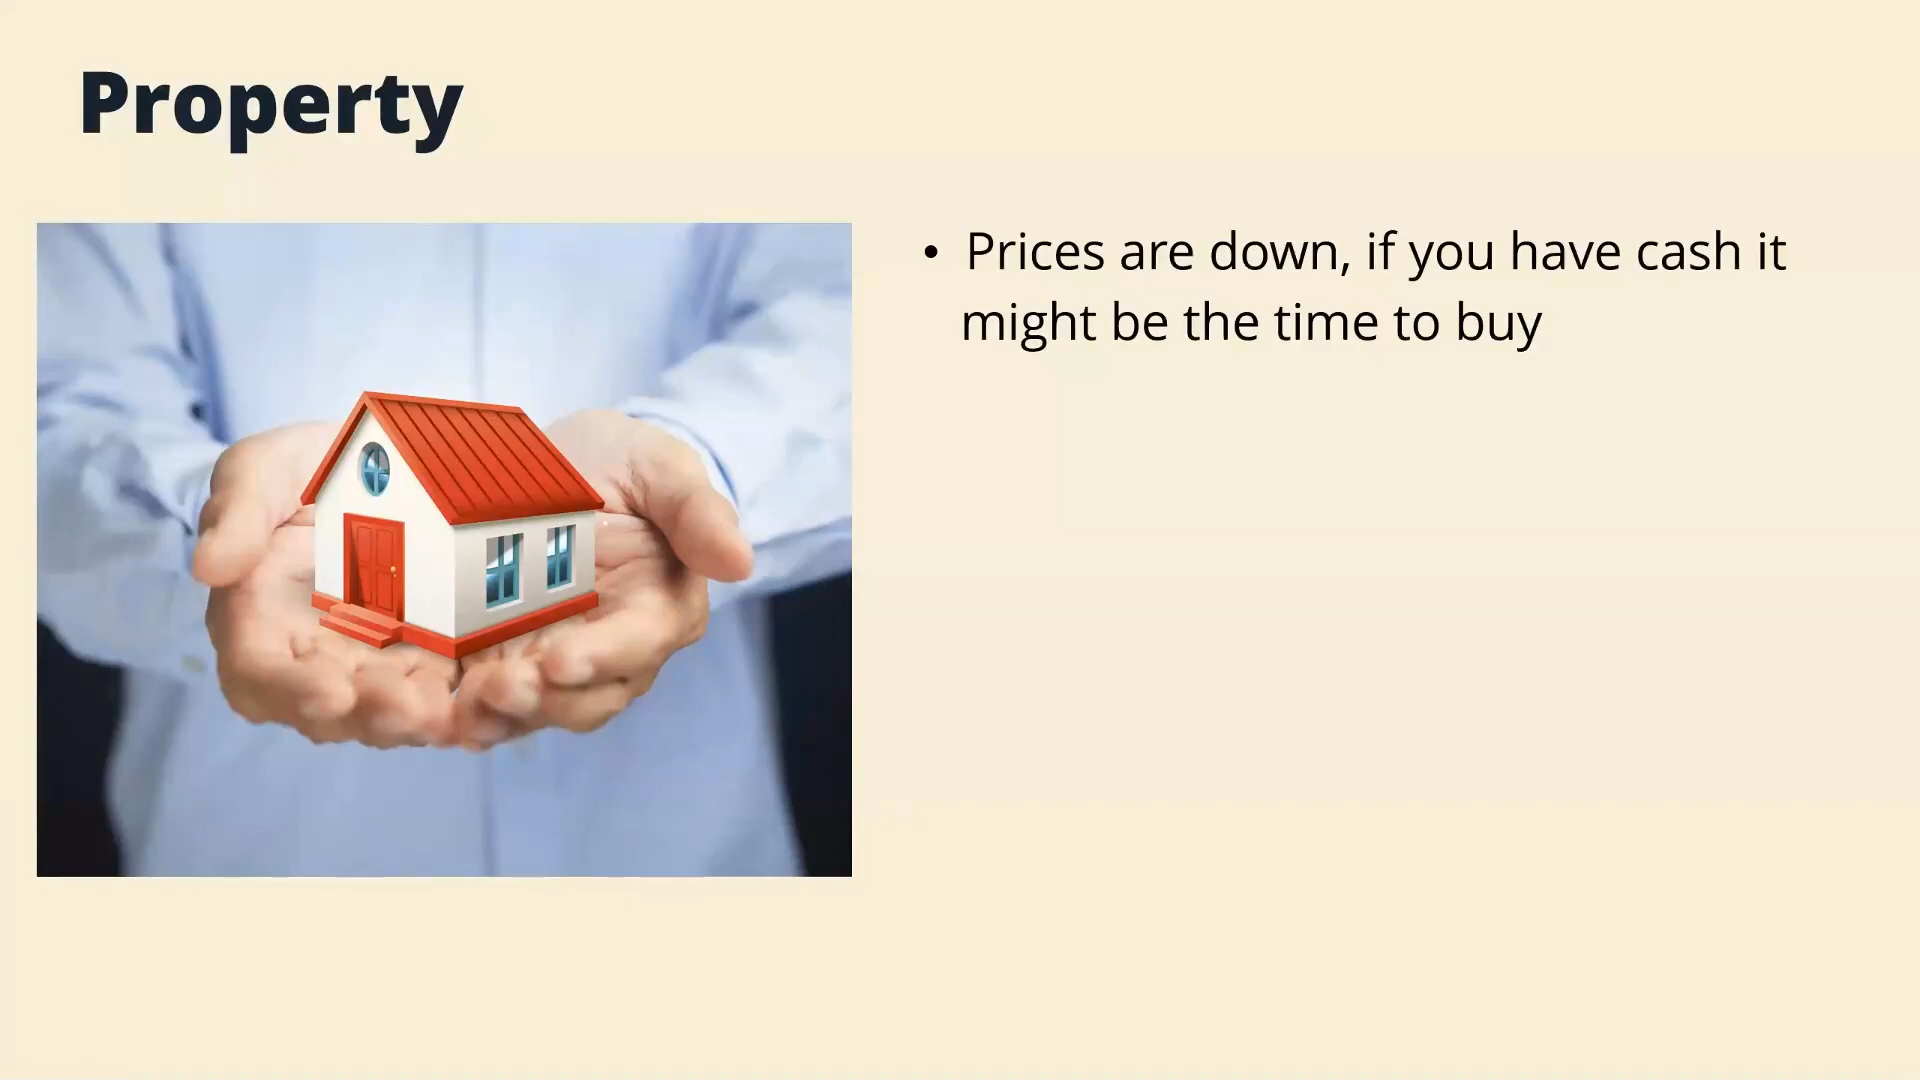 Property
• Prices are down, if you have cash it
might be the time to buy